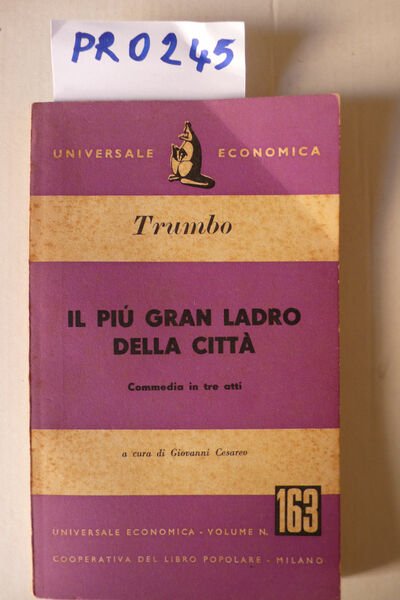 PRO245
UNIVERSALE ECONOMICA
Trumbo
IL PIÚ GRAN LADRO
DELLA CITTÀ
Commedia in tre atti
a cura di Giovanni Cesareo
UNIVERSALE ECONOMICA - VOLUME N. 163
COOPERATIVA DEL LIBRO POPOLARE - MILANO